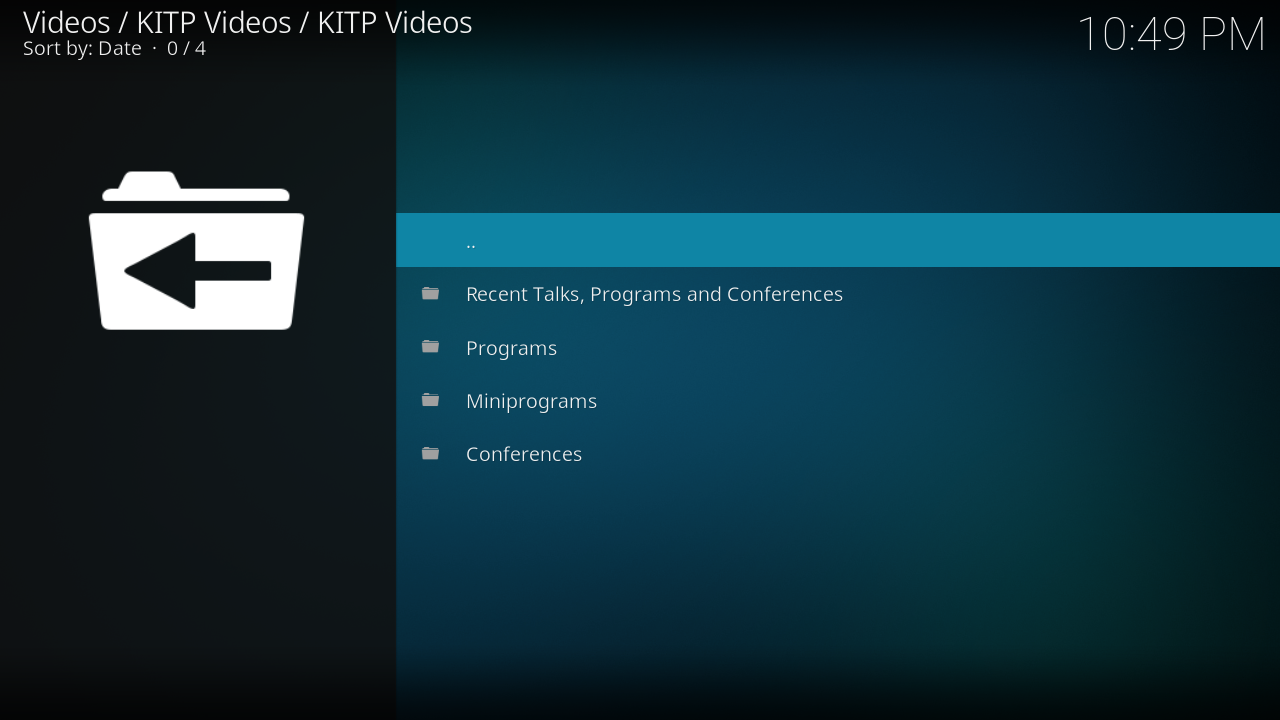 Videos / KITP Videos / KITP Videos
Sort by: Date · 0 / 4
10:49 PM
..
Recent Talks, Programs and Conferences
Programs
Miniprograms
Conferences